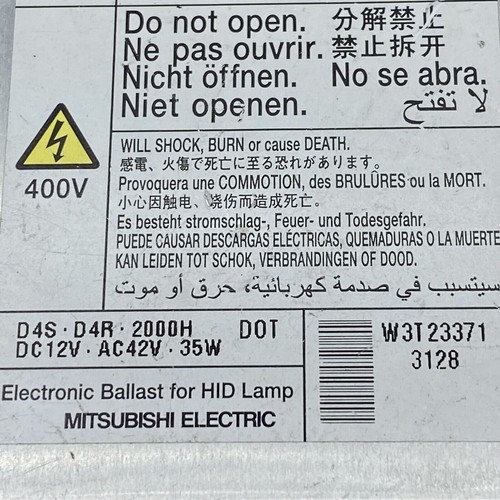 Do not open. 分解禁止
Ne pas ouvrir. 禁止拆开
Nicht öffnen. No se abra.
Niet openen. لا تفتح
400V
WILL SHOCK, BURN or cause DEATH.
感電、火傷で死亡に至る恐れがあります。
Provoquera une COMMOTION, des BRULÛRES ou la MORT.
小心因触电、烧伤而造成死亡。
Es besteht stromschlag-, Feuer- und Todesgefahr.
PUEDE CAUSAR DESCARGAS ELÉCTRICAS, QUEMADURAS O LA MUERTE
KAN LEIDEN TOT SCHOK, VERBRANDINGEN OF DOOD.
سيتسبب في صدمة كهربائية، حرق أو موت
D4S・D4R・2000H DOT
DC12V・AC42V・35W
W3T23371
3128
Electronic Ballast for HID Lamp
MITSUBISHI ELECTRIC